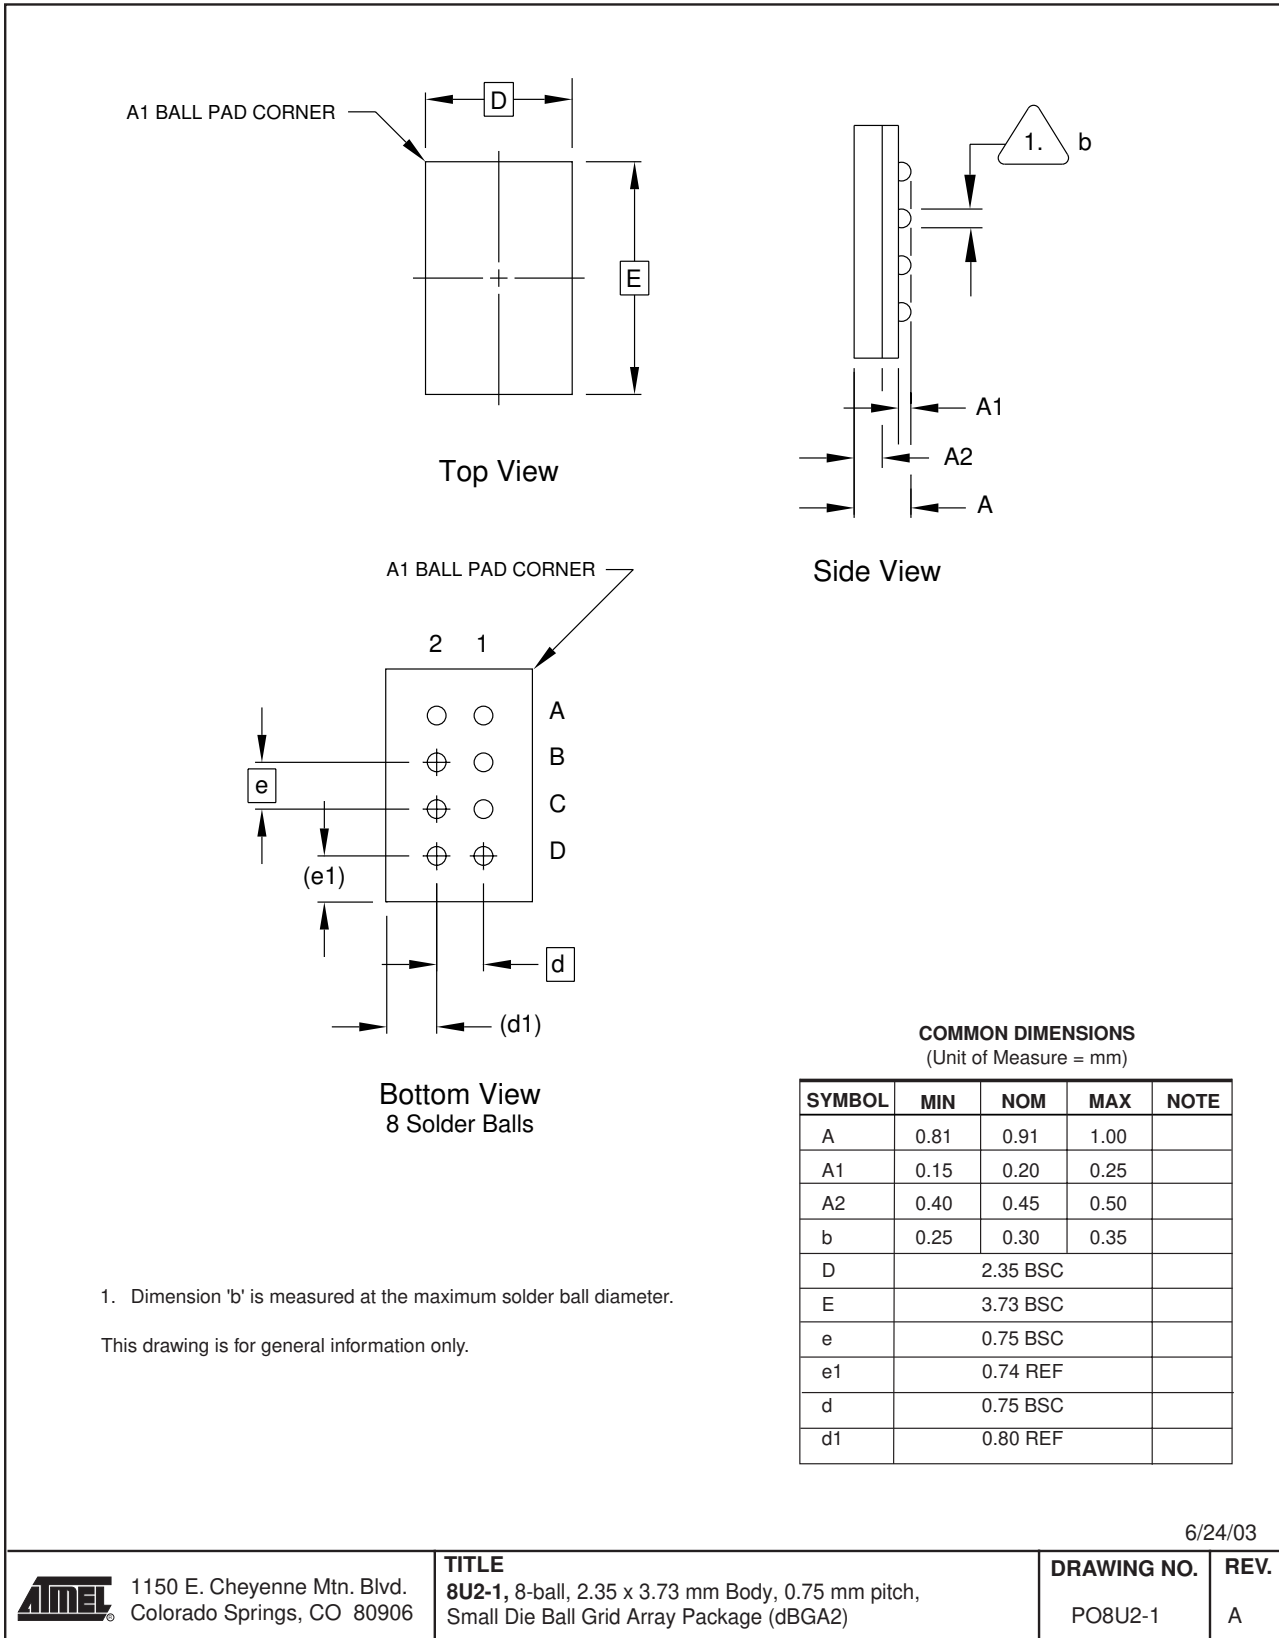 A1 BALL PAD CORNER
D
E
Top View
1. b
A1
A2
A
Side View
A1 BALL PAD CORNER
2 1
A
B
C
D
e
(e1)
d
(d1)
Bottom View
8 Solder Balls
COMMON DIMENSIONS
(Unit of Measure = mm)
SYMBOL MIN NOM MAX NOTE
A 0.81 0.91 1.00
A1 0.15 0.20 0.25
A2 0.40 0.45 0.50
b 0.25 0.30 0.35
D 2.35 BSC
E 3.73 BSC
e 0.75 BSC
e1 0.74 REF
d 0.75 BSC
d1 0.80 REF
1. Dimension 'b' is measured at the maximum solder ball diameter.
This drawing is for general information only.
6/24/03
ATMEL ®
1150 E. Cheyenne Mtn. Blvd.
Colorado Springs, CO 80906
TITLE
8U2-1, 8-ball, 2.35 x 3.73 mm Body, 0.75 mm pitch,
Small Die Ball Grid Array Package (dBGA2)
DRAWING NO.
PO8U2-1
REV.
A